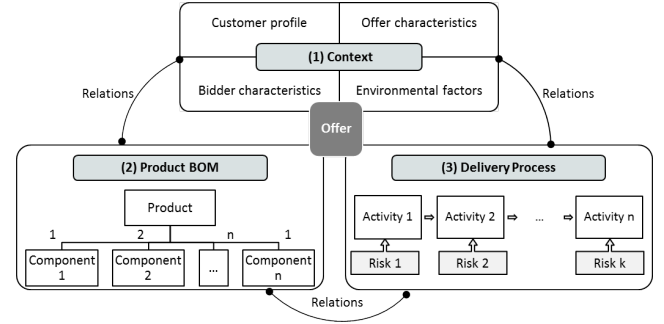 Customer profile
Offer characteristics
(1) Context
Bidder characteristics
Environmental factors
Relations
Relations
Offer
(2) Product BOM
Product
1 2 n 1
Component
1
Component
2
...
Component
n
(3) Delivery Process
Activity 1
Activity 2
...
Activity n
Risk 1
Risk 2
Risk k
Relations